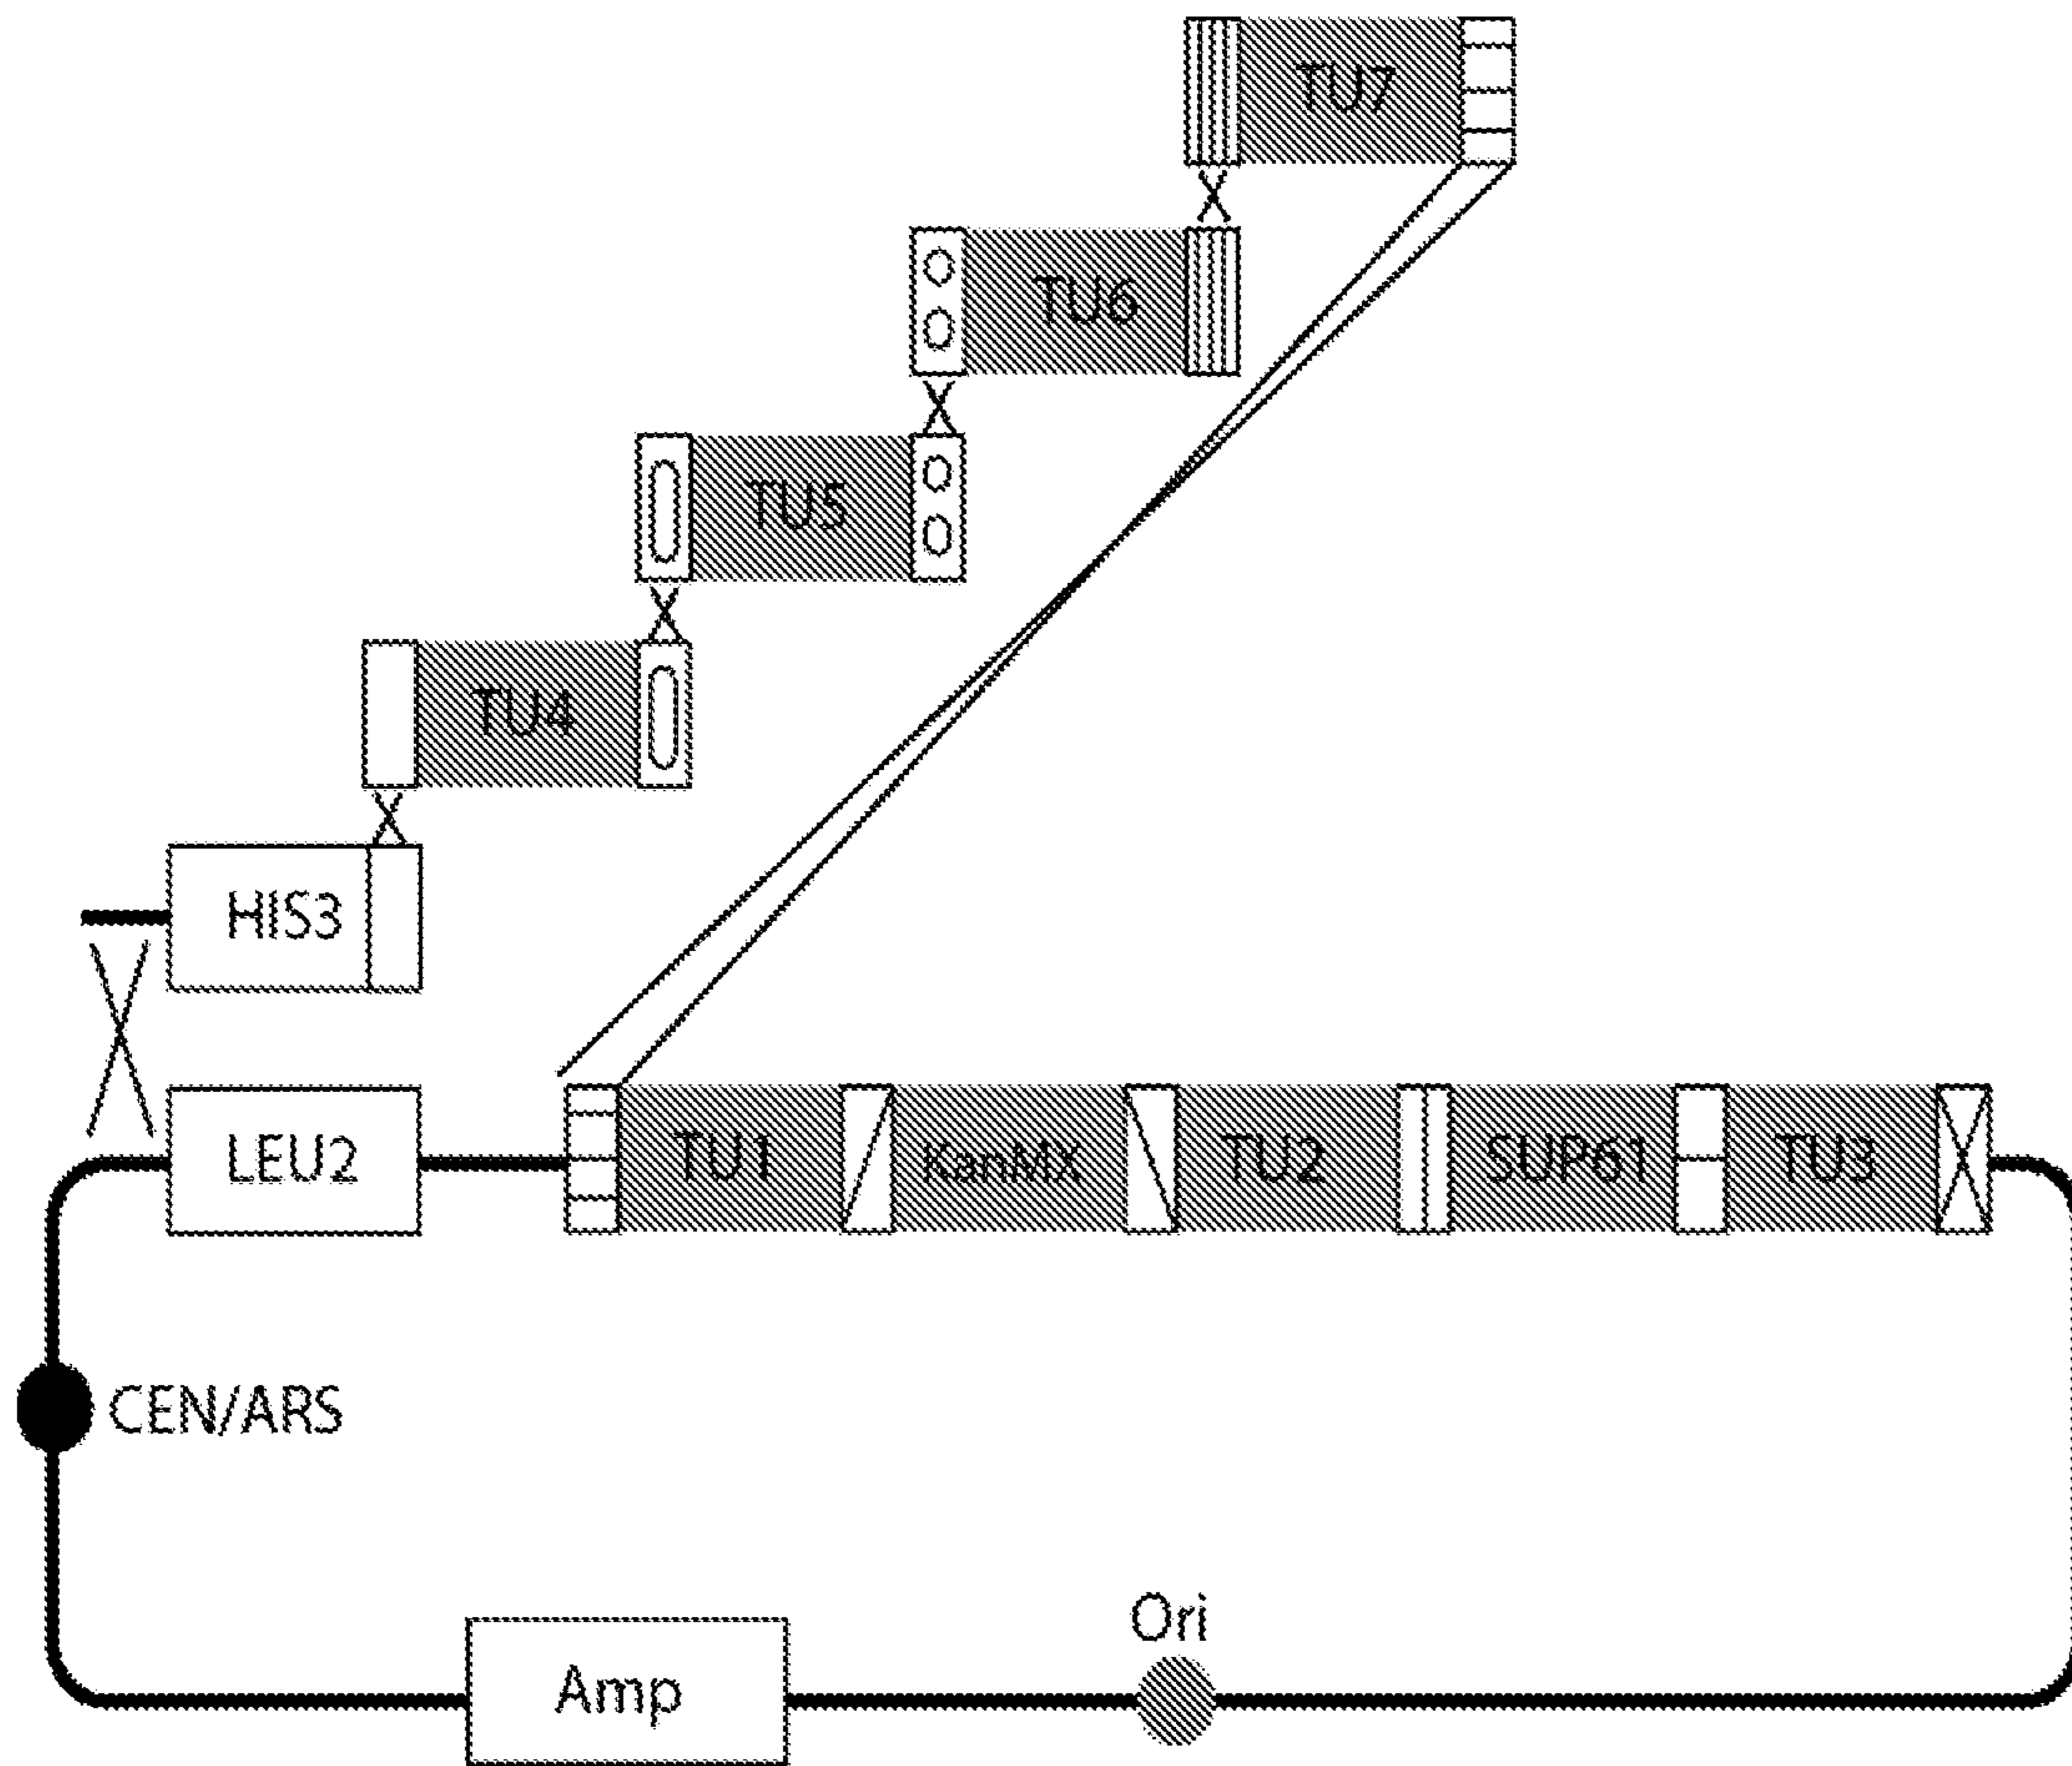 TU7
TU6
TU5
TU4
HIS3
LEU2
TU1
KanMX
TU2
SUP61
TU3
CEN/ARS
Ori
Amp